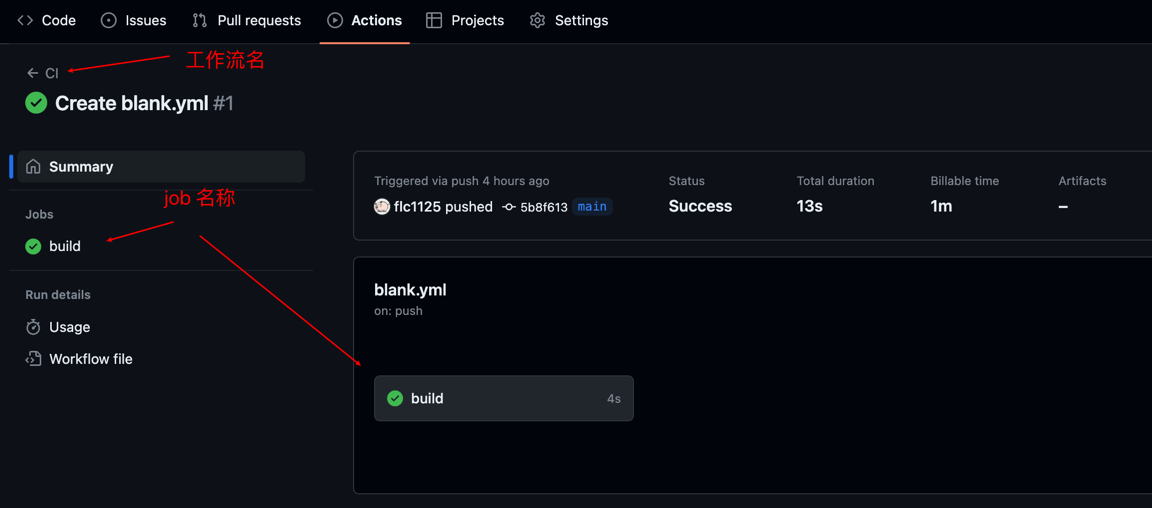 Code Issues Pull requests Actions Projects Settings
← CI
工作流名
Create blank.yml #1
Summary
job 名称
Jobs
build
Run details
Usage
Workflow file
Triggered via push 4 hours ago
flc1125 pushed 5b8f613 main
Status
Success
Total duration
13s
Billable time
1m
Artifacts
–
blank.yml
on: push
build 4s